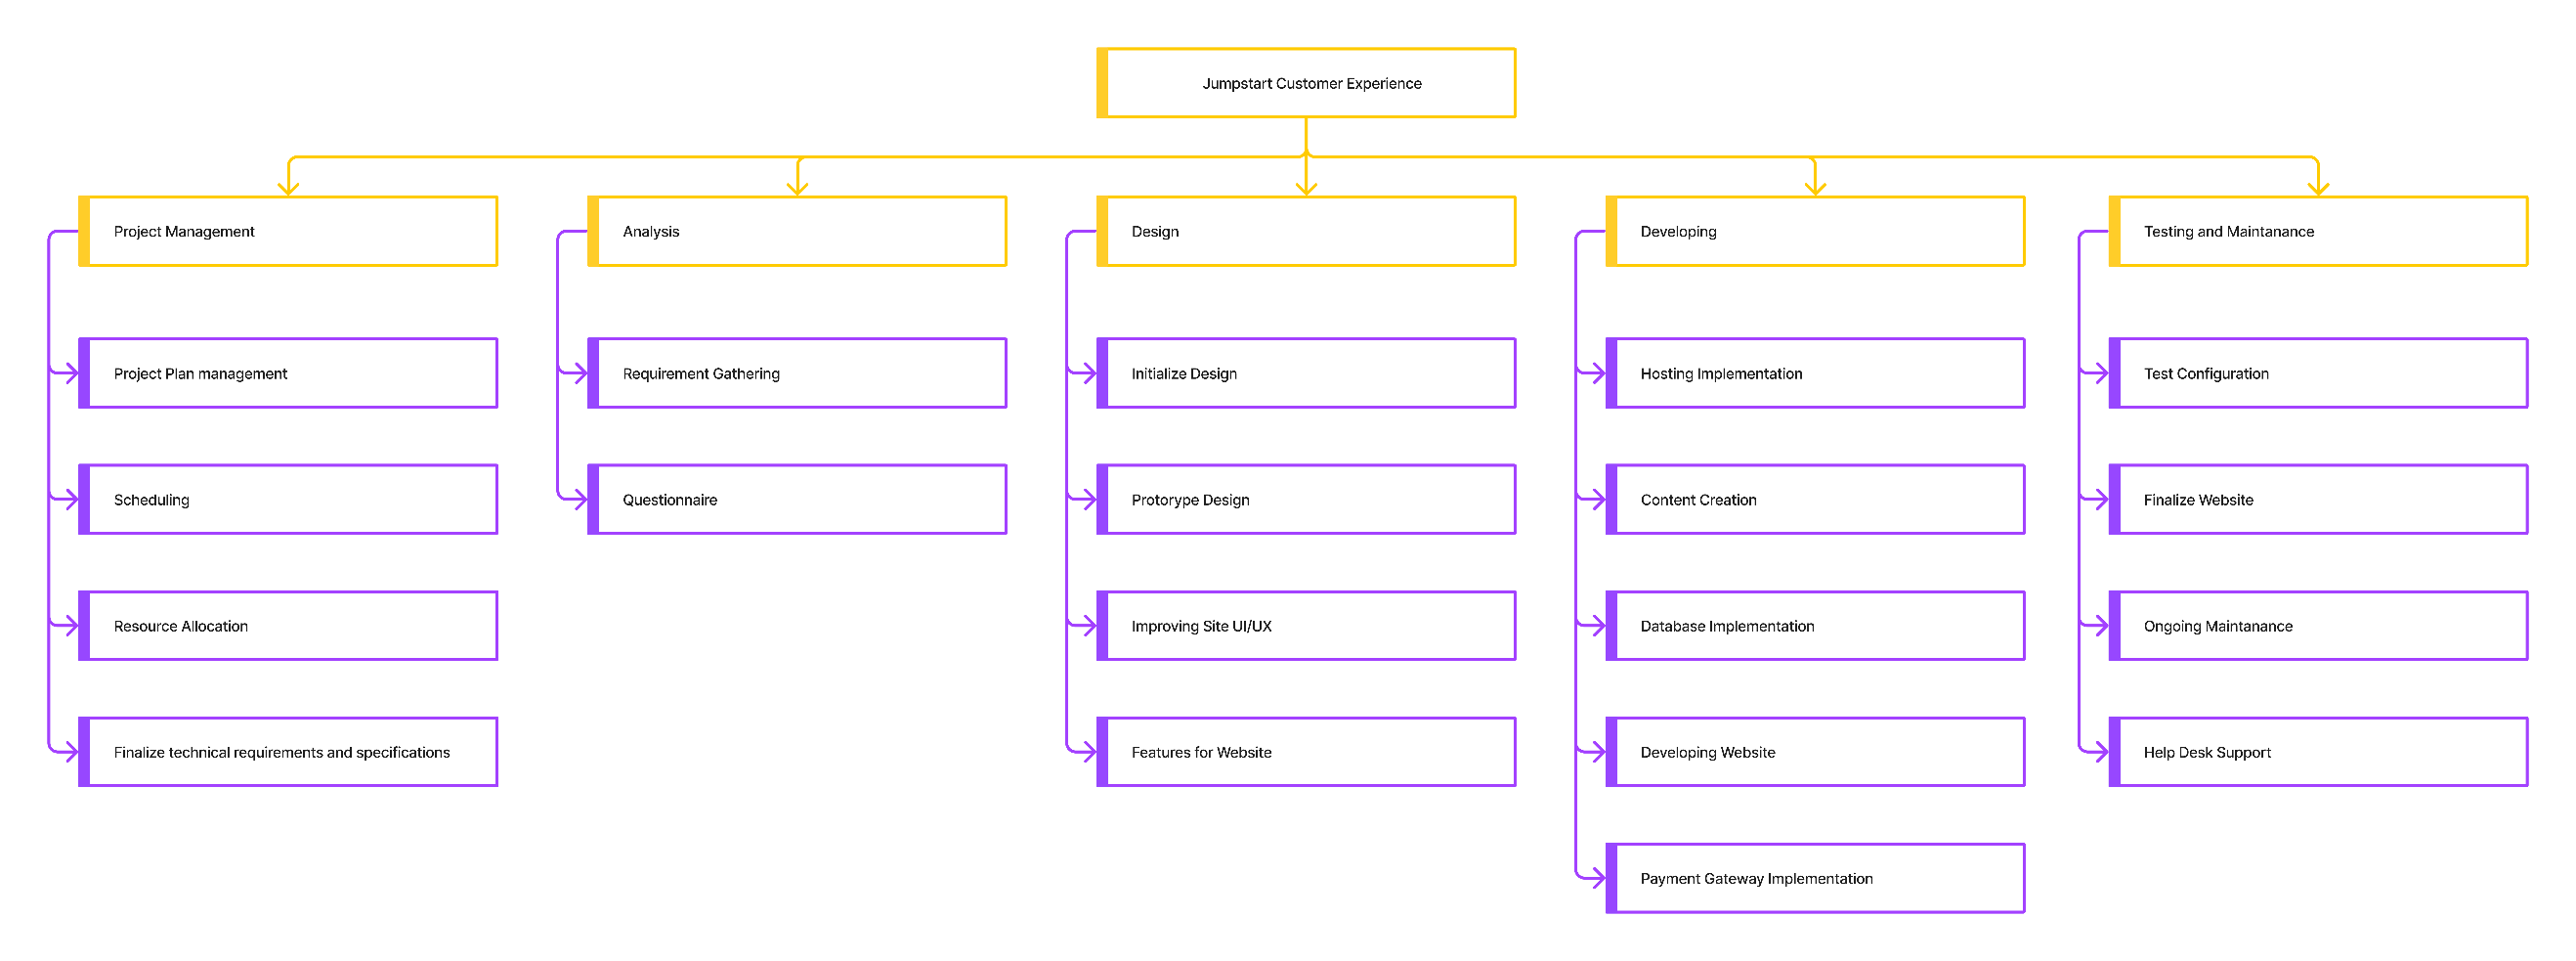 Jumpstart Customer Experience
Project Management
Analysis
Design
Developing
Testing and Maintanance
Project Plan management
Requirement Gathering
Initialize Design
Hosting Implementation
Test Configuration
Scheduling
Questionnaire
Protorype Design
Content Creation
Finalize Website
Resource Allocation
Improving Site UI/UX
Database Implementation
Ongoing Maintanance
Finalize technical requirements and specifications
Features for Website
Developing Website
Help Desk Support
Payment Gateway Implementation